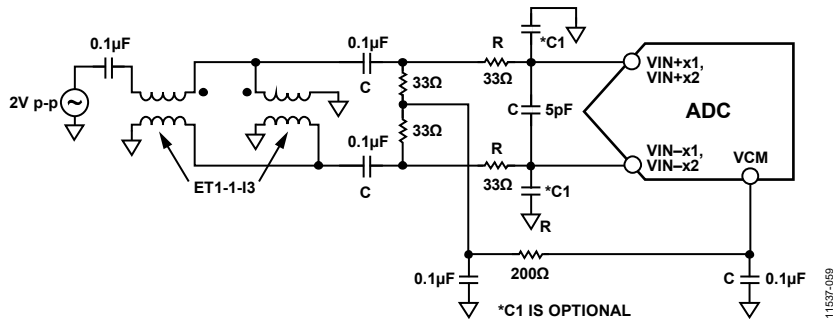 0.1µF
2V p-p
ET1-1-I3
0.1µF
C
33Ω
33Ω
0.1µF
C
R
33Ω
R
33Ω
*C1
C
5pF
*C1
R
VIN+x1,
VIN+x2
ADC
VIN–x1,
VIN–x2
VCM
0.1µF
200Ω
C
0.1µF
*C1 IS OPTIONAL
11537-059